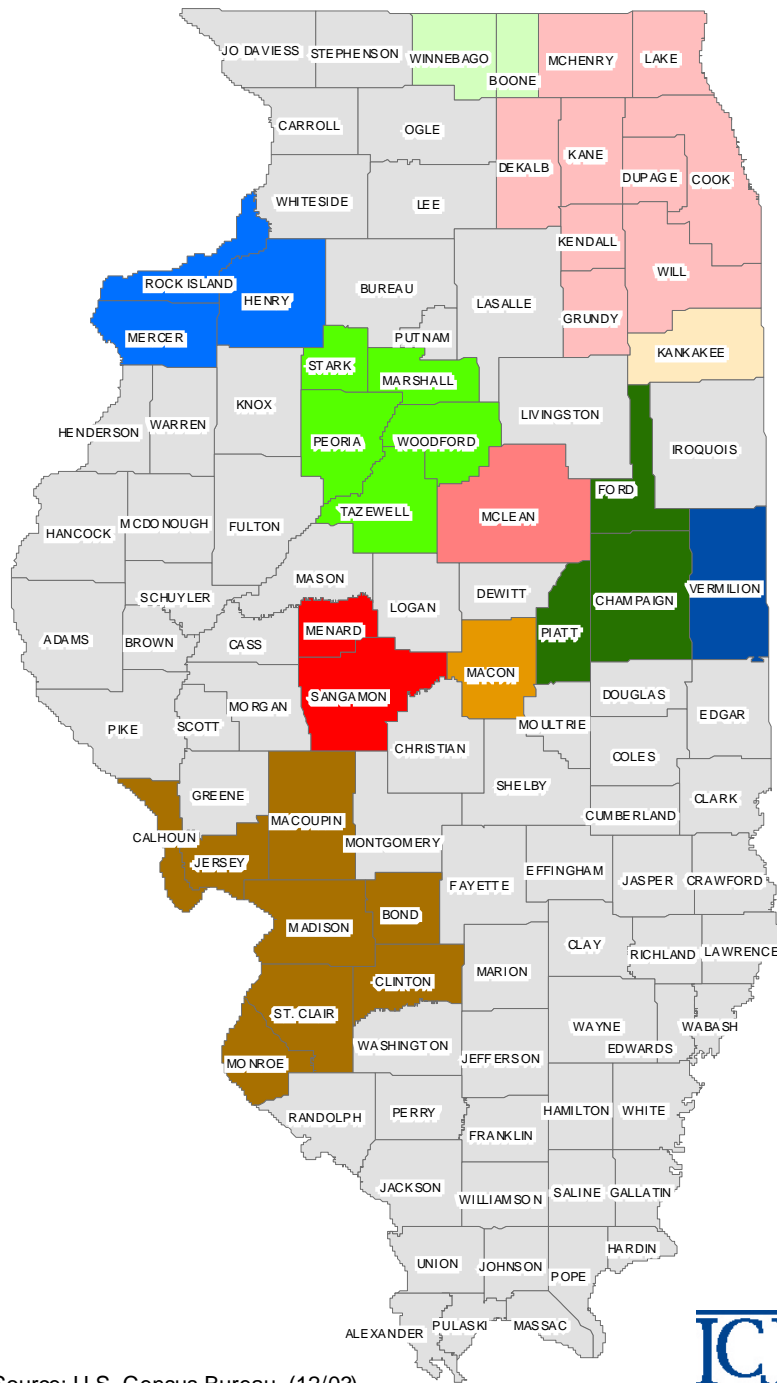 JO DAVIESS
STEPHENSON
WINNEBAGO
BOONE
MCHENRY
LAKE
CARROLL
OGLE
DEKALB
KANE
DUPAGE
COOK
WHITESIDE
LEE
KENDALL
WILL
ROCK ISLAND
HENRY
BUREAU
LASALLE
GRUNDY
MERCER
PUTNAM
KANKAKEE
STARK
MARSHALL
KNOX
LIVINGSTON
HENDERSON
WARREN
PEORIA
WOODFORD
IROQUOIS
FORD
HANCOCK
MCDONOUGH
FULTON
TAZEWELL
MCLEAN
MASON
SCHUYLER
LOGAN
DEWITT
CHAMPAIGN
VERMILION
ADAMS
BROWN
CASS
MENARD
PIATT
MACON
SANGAMON
DOUGLAS
PIKE
SCOTT
MORGAN
MOULTRIE
EDGAR
CHRISTIAN
COLES
SHELBY
GREENE
CLARK
CUMBERLAND
MACOUPIN
CALHOUN
MONTGOMERY
JERSEY
EFFINGHAM
FAYETTE
JASPER
CRAWFORD
BOND
MADISON
CLAY
RICHLAND
LAWRENCE
MARION
CLINTON
ST. CLAIR
WAYNE
WABASH
WASHINGTON
EDWARDS
JEFFERSON
MONROE
RANDOLPH
PERRY
HAMILTON
WHITE
FRANKLIN
JACKSON
WILLIAMSON
SALINE
GALLATIN
HARDIN
UNION
JOHNSON
POPE
ALEXANDER
PULASKI
MASSAC
Source: U.S. Census Bureau (12/03)